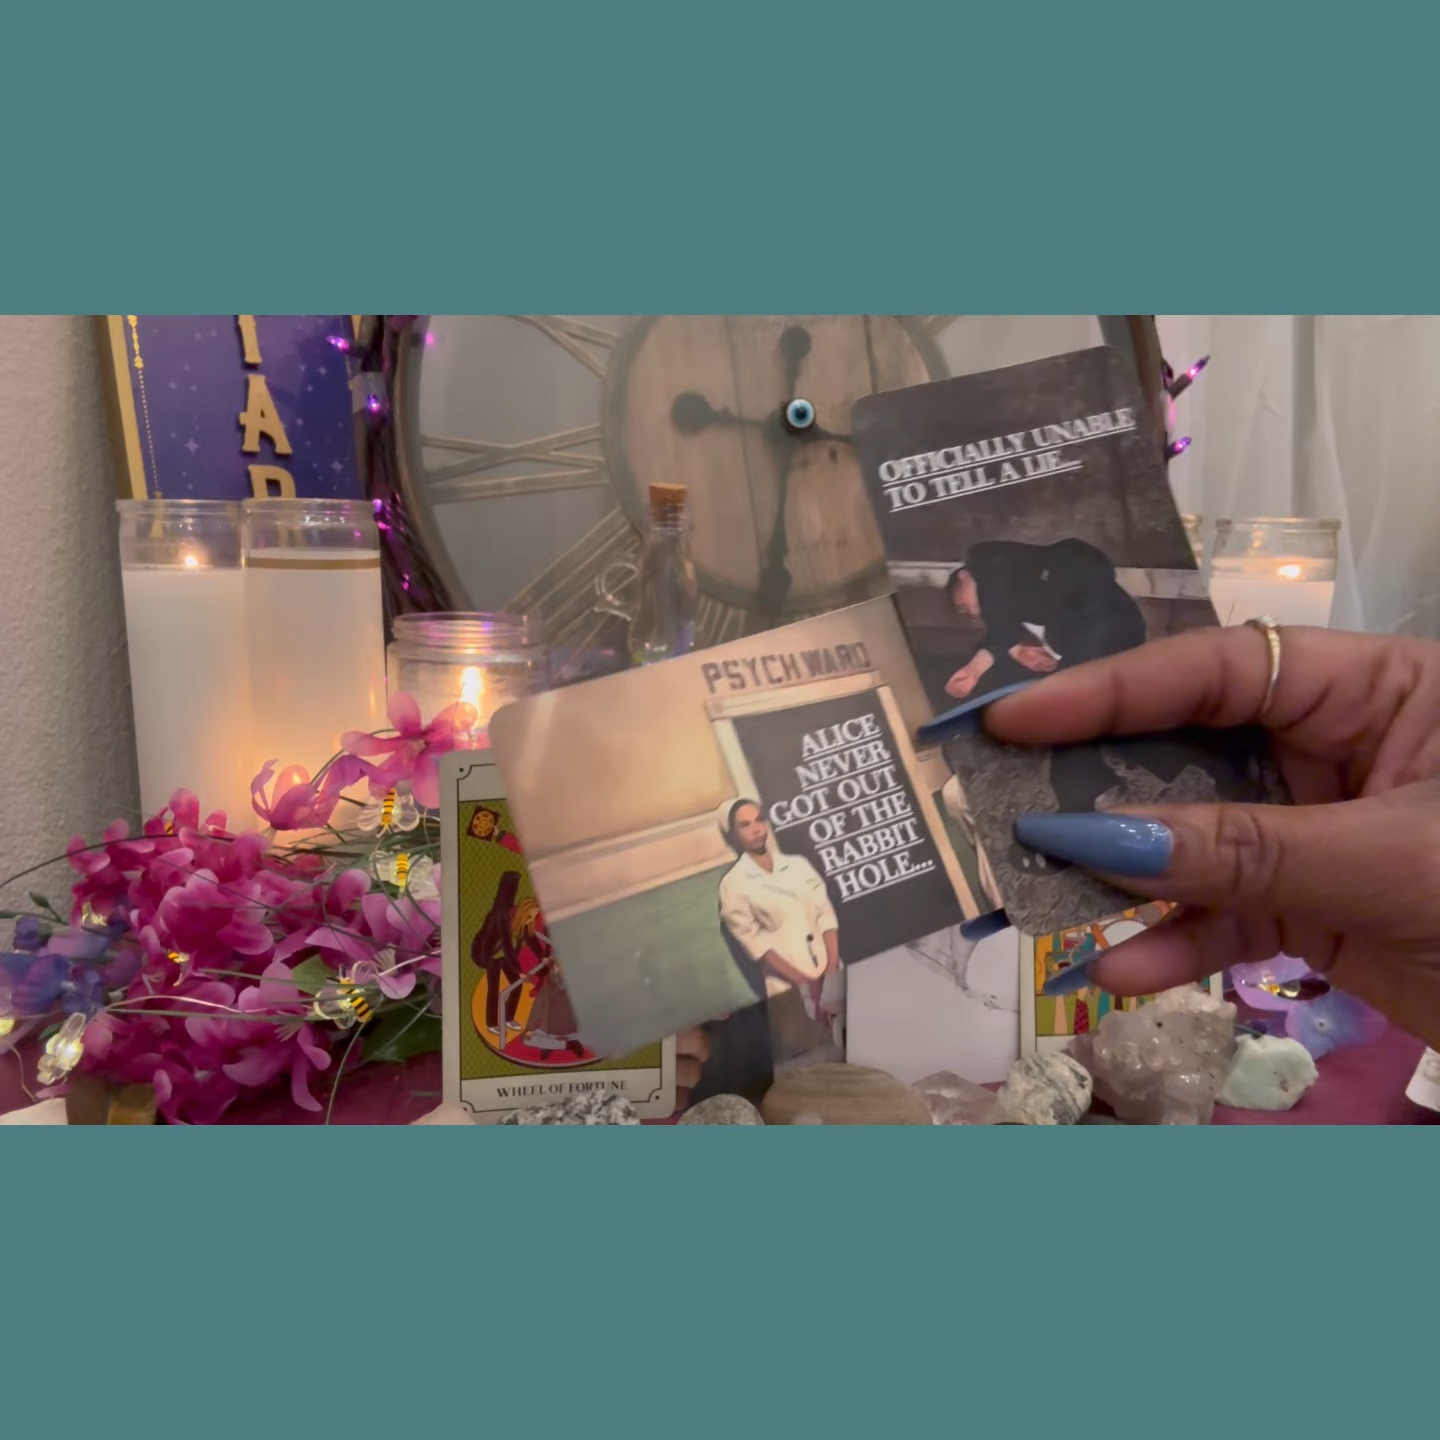 OFFICIALLY UNABLE
TO TELL A LIE...
PSYCH WARD
ALICE
NEVER
GOT OUT
OF THE
RABBIT
HOLE...
WHEEL OF FORTUNE